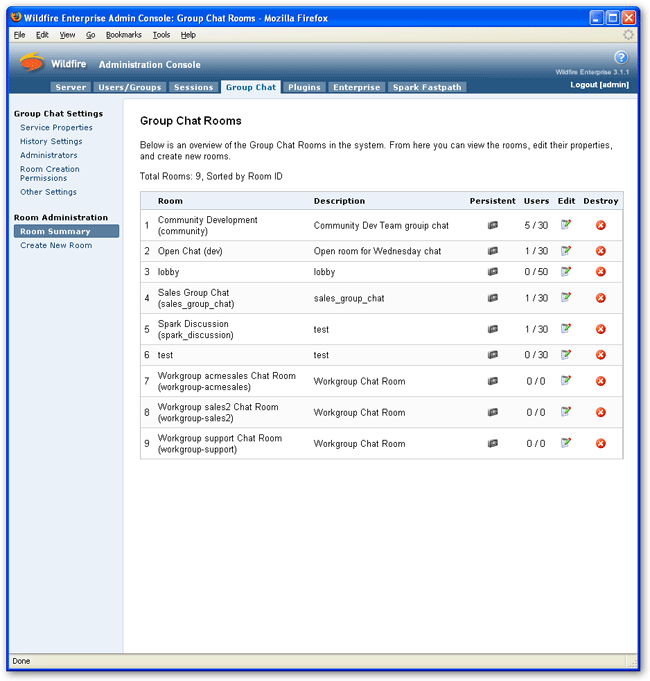 Wildfire Enterprise Admin Console: Group Chat Rooms - Mozilla Firefox
File Edit View Go Bookmarks Tools Help
Wildfire Administration Console
Wildfire Enterprise 3.1.1
Server Users/Groups Sessions Group Chat Plugins Enterprise Spark Fastpath Logout [admin]
Group Chat Settings
Service Properties
History Settings
Administrators
Room Creation
Permissions
Other Settings
Room Administration
Room Summary
Create New Room
Group Chat Rooms
Below is an overview of the Group Chat Rooms in the system. From here you can view the rooms, edit their properties,
and create new rooms.
Total Rooms: 9, Sorted by Room ID
Room Description Persistent Users Edit Destroy
1 Community Development
(community) Community Dev Team grouip chat 5 / 30
2 Open Chat (dev) Open room for Wednesday chat 1 / 30
3 lobby lobby 0 / 50
4 Sales Group Chat
(sales_group_chat) sales_group_chat 1 / 30
5 Spark Discussion
(spark_discussion) test 1 / 30
6 test test 0 / 30
7 Workgroup acmesales Chat Room
(workgroup-acmesales) Workgroup Chat Room 0 / 0
8 Workgroup sales2 Chat Room
(workgroup-sales2) Workgroup Chat Room 0 / 0
9 Workgroup support Chat Room
(workgroup-support) Workgroup Chat Room 0 / 0
Done